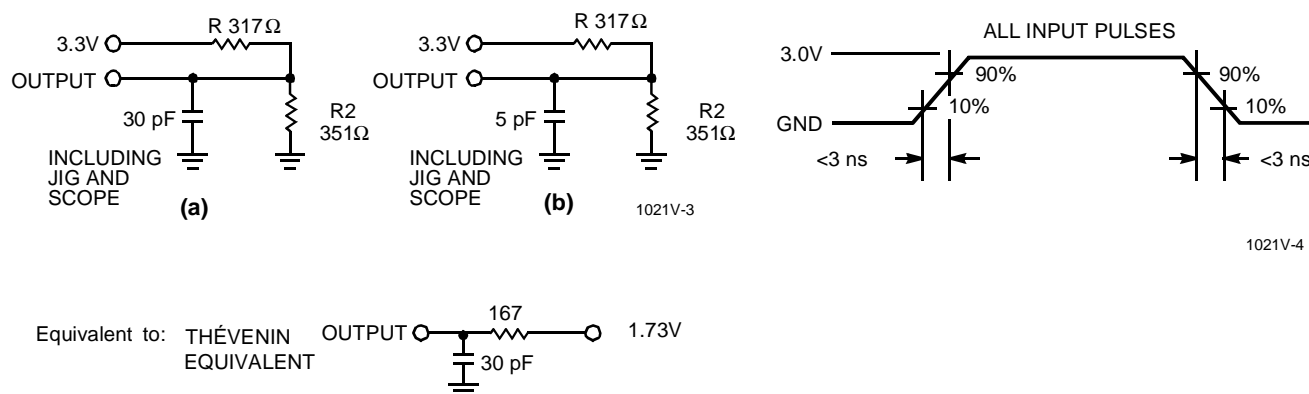 R 317Ω
3.3V
OUTPUT
30 pF
R2
351Ω
INCLUDING
JIG AND
SCOPE
(a)
R 317Ω
3.3V
OUTPUT
5 pF
R2
351Ω
INCLUDING
JIG AND
SCOPE
(b)
1021V-3
ALL INPUT PULSES
3.0V
90%
90%
10%
10%
GND
<3 ns
<3 ns
1021V-4
Equivalent to:
THÉVENIN
EQUIVALENT
OUTPUT
167
1.73V
30 pF